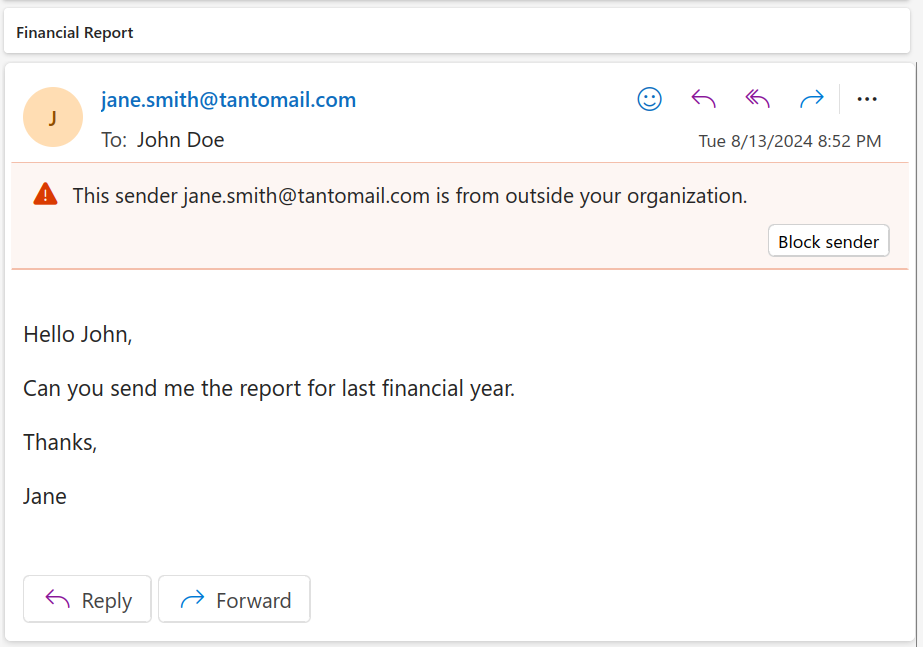 Financial Report
J
jane.smith@tantomail.com
To: John Doe
Tue 8/13/2024 8:52 PM
This sender jane.smith@tantomail.com is from outside your organization.
Block sender
Hello John,
Can you send me the report for last financial year.
Thanks,
Jane
Reply
Forward